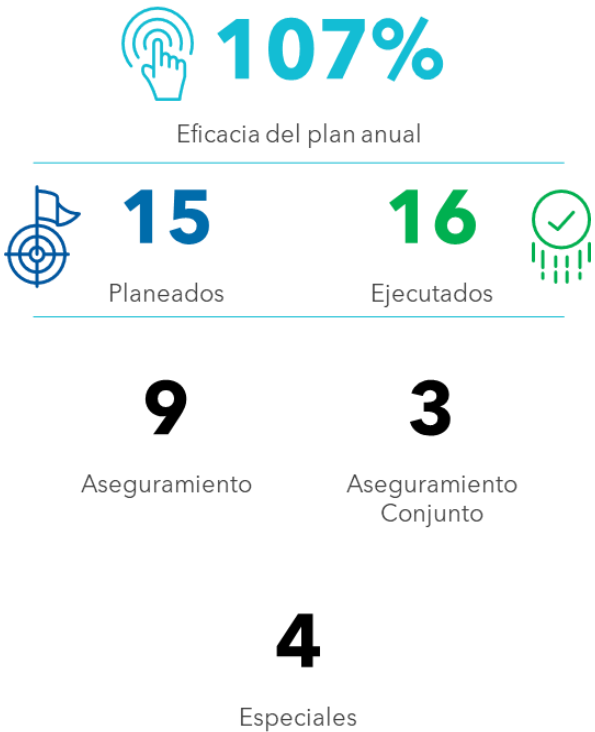 107%
Eficacia del plan anual
15
16
Planeados
Ejecutados
9
3
Aseguramiento
Aseguramiento
Conjunto
4
Especiales